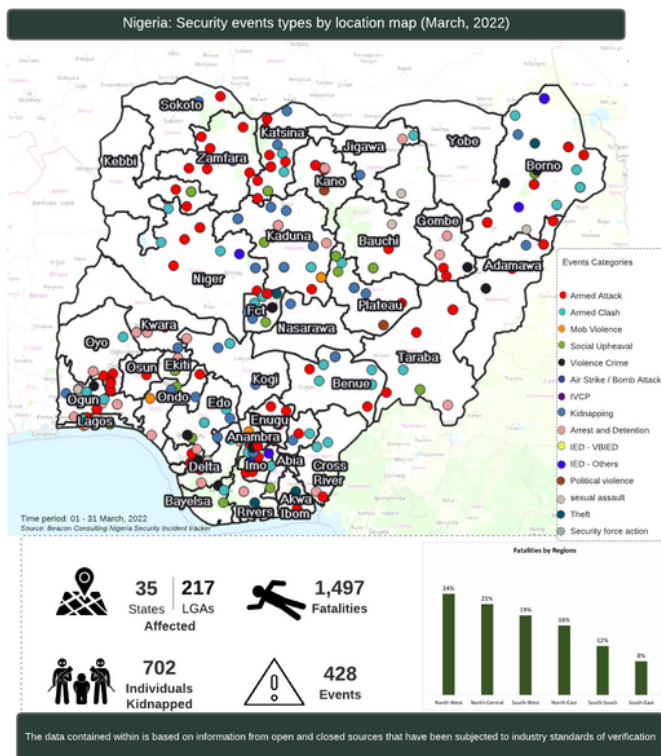 Nigeria: Security events types by location map (March, 2022)
Sokoto
Katsina
Jigawa
Yobe
Borno
Kebbi
Zamfara
Kano
Gombe
Kaduna
Bauchi
Adamawa
Niger
Plateau
Fct
Nasarawa
Kwara
Oyo
Taraba
Osun
Ekiti
Kogi
Benue
Ogun
Ondo
Edo
Enugu
Lagos
Anambra
Imo
Abia
Cross
River
Delta
Bayelsa
Rivers
Akwa
Ibom
Events Categories
Armed Attack
Armed Clash
Mob Violence
Social Upheaval
Violence Crime
Air Strike / Bomb Attack
IVCP
Kidnapping
Arrest and Detention
IED - VBIED
IED - Others
Political violence
sexual assault
Theft
Security force action
Time period: 01 - 31 March, 2022
Source: Beacon Consulting Nigeria Security Incident tracker
35
States
217
LGAs
Affected
1,497
Fatalities
702
Individuals
Kidnapped
428
Events
Fatalities by Regions
24%
21%
19%
16%
12%
8%
North-West
North-Central
South-West
North-East
South-South
South-East
The data contained within is based on information from open and closed sources that have been subjected to industry standards of verification